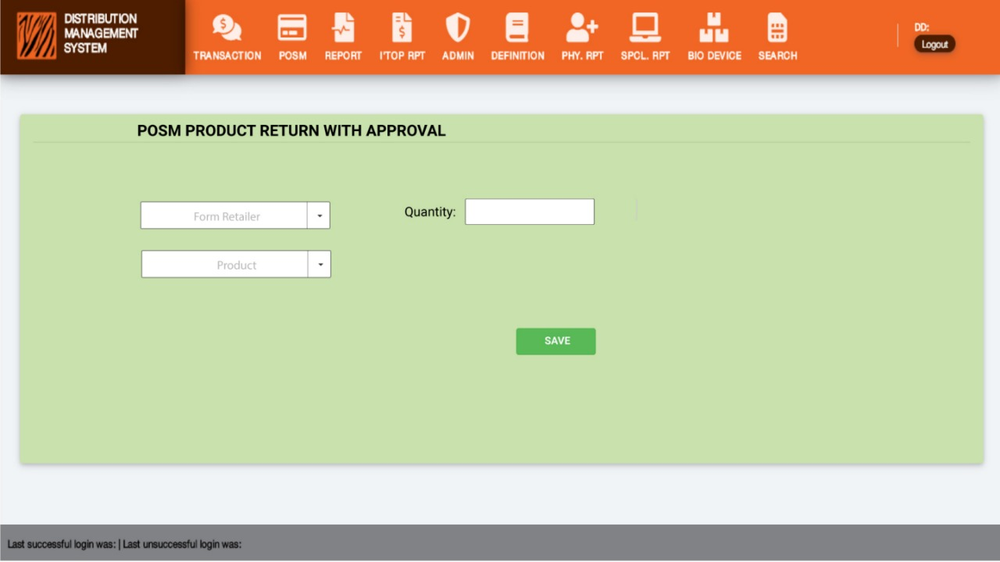 DISTRIBUTION
MANAGEMENT
SYSTEM
TRANSACTION
POSM
REPORT
I'TOP RPT
ADMIN
DEFINITION
PHY. RPT
SPCL. RPT
BIO DEVICE
SEARCH
DD:
Logout
POSM PRODUCT RETURN WITH APPROVAL
Form Retailer
Quantity:
Product
SAVE
Last successful login was: | Last unsuccessful login was: